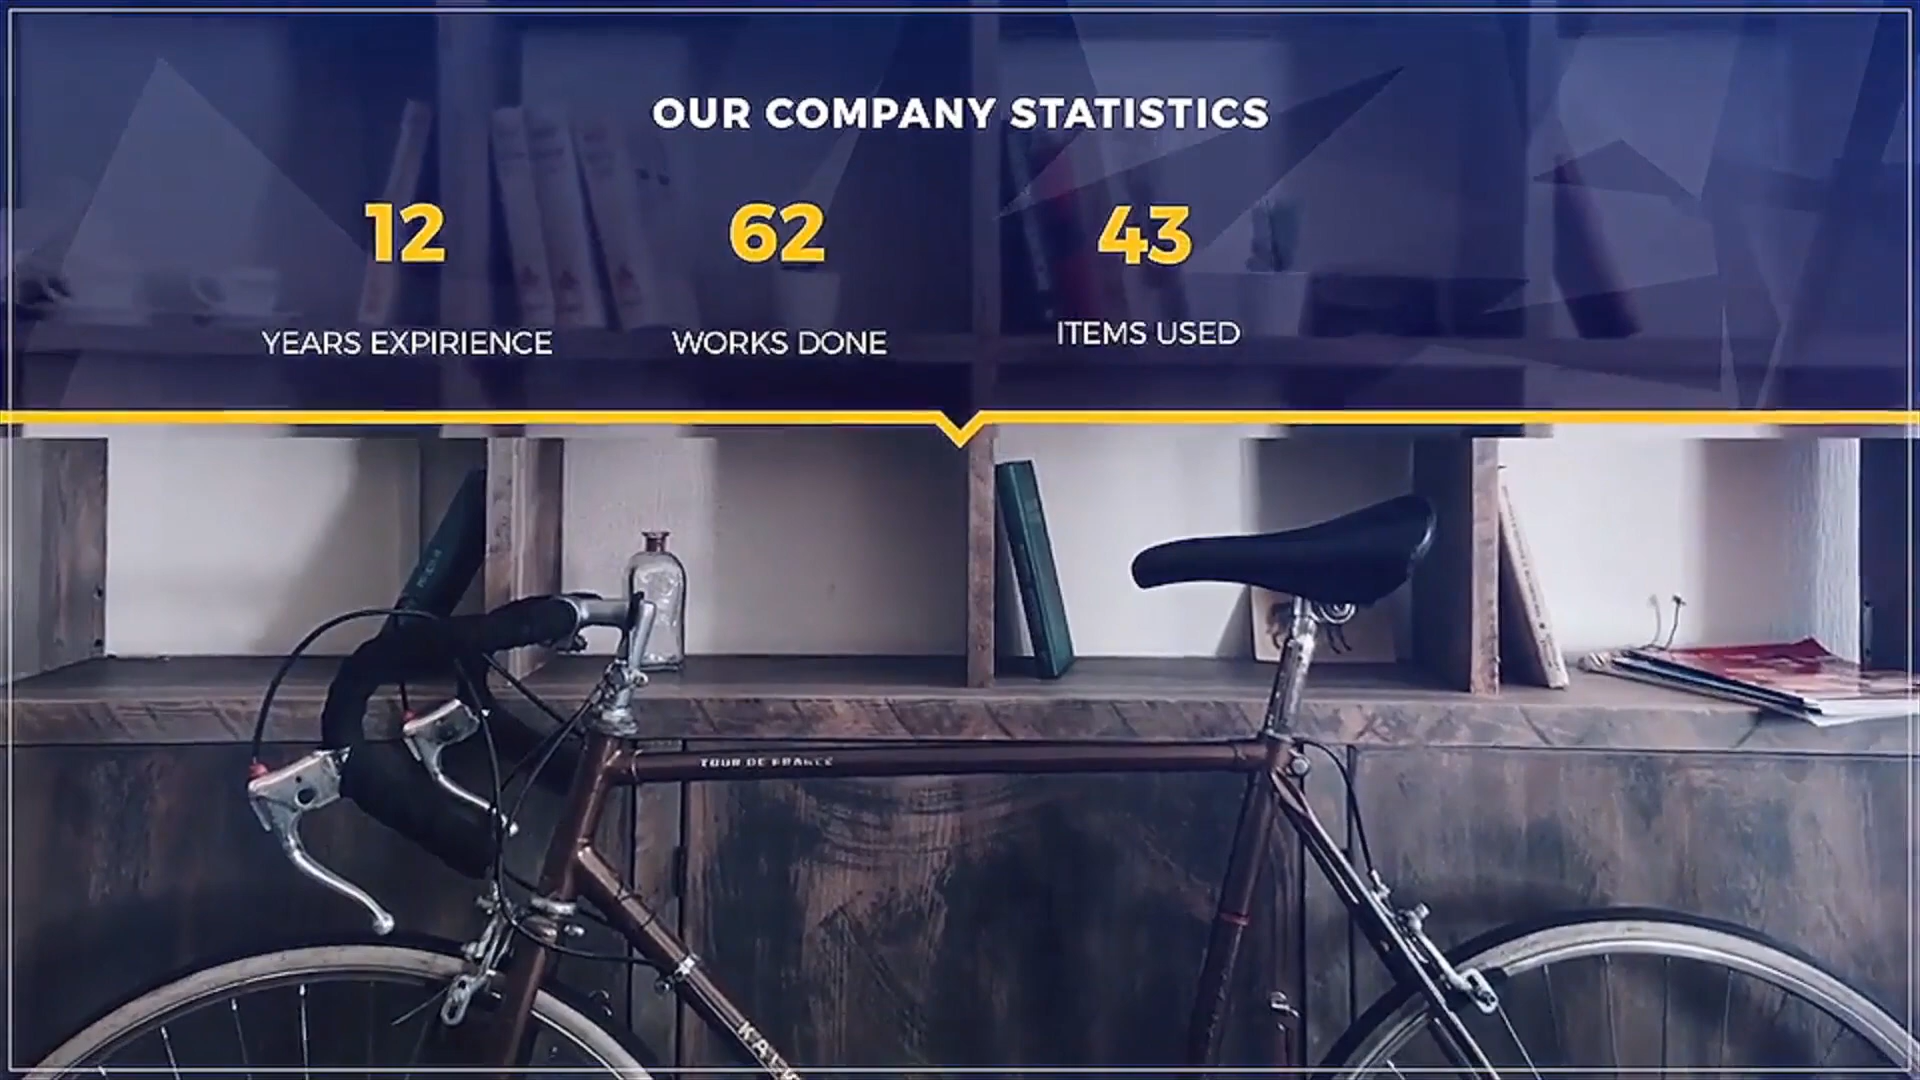 OUR COMPANY STATISTICS
12
62
43
YEARS EXPIRIENCE
WORKS DONE
ITEMS USED
TOUR DE FRANCE